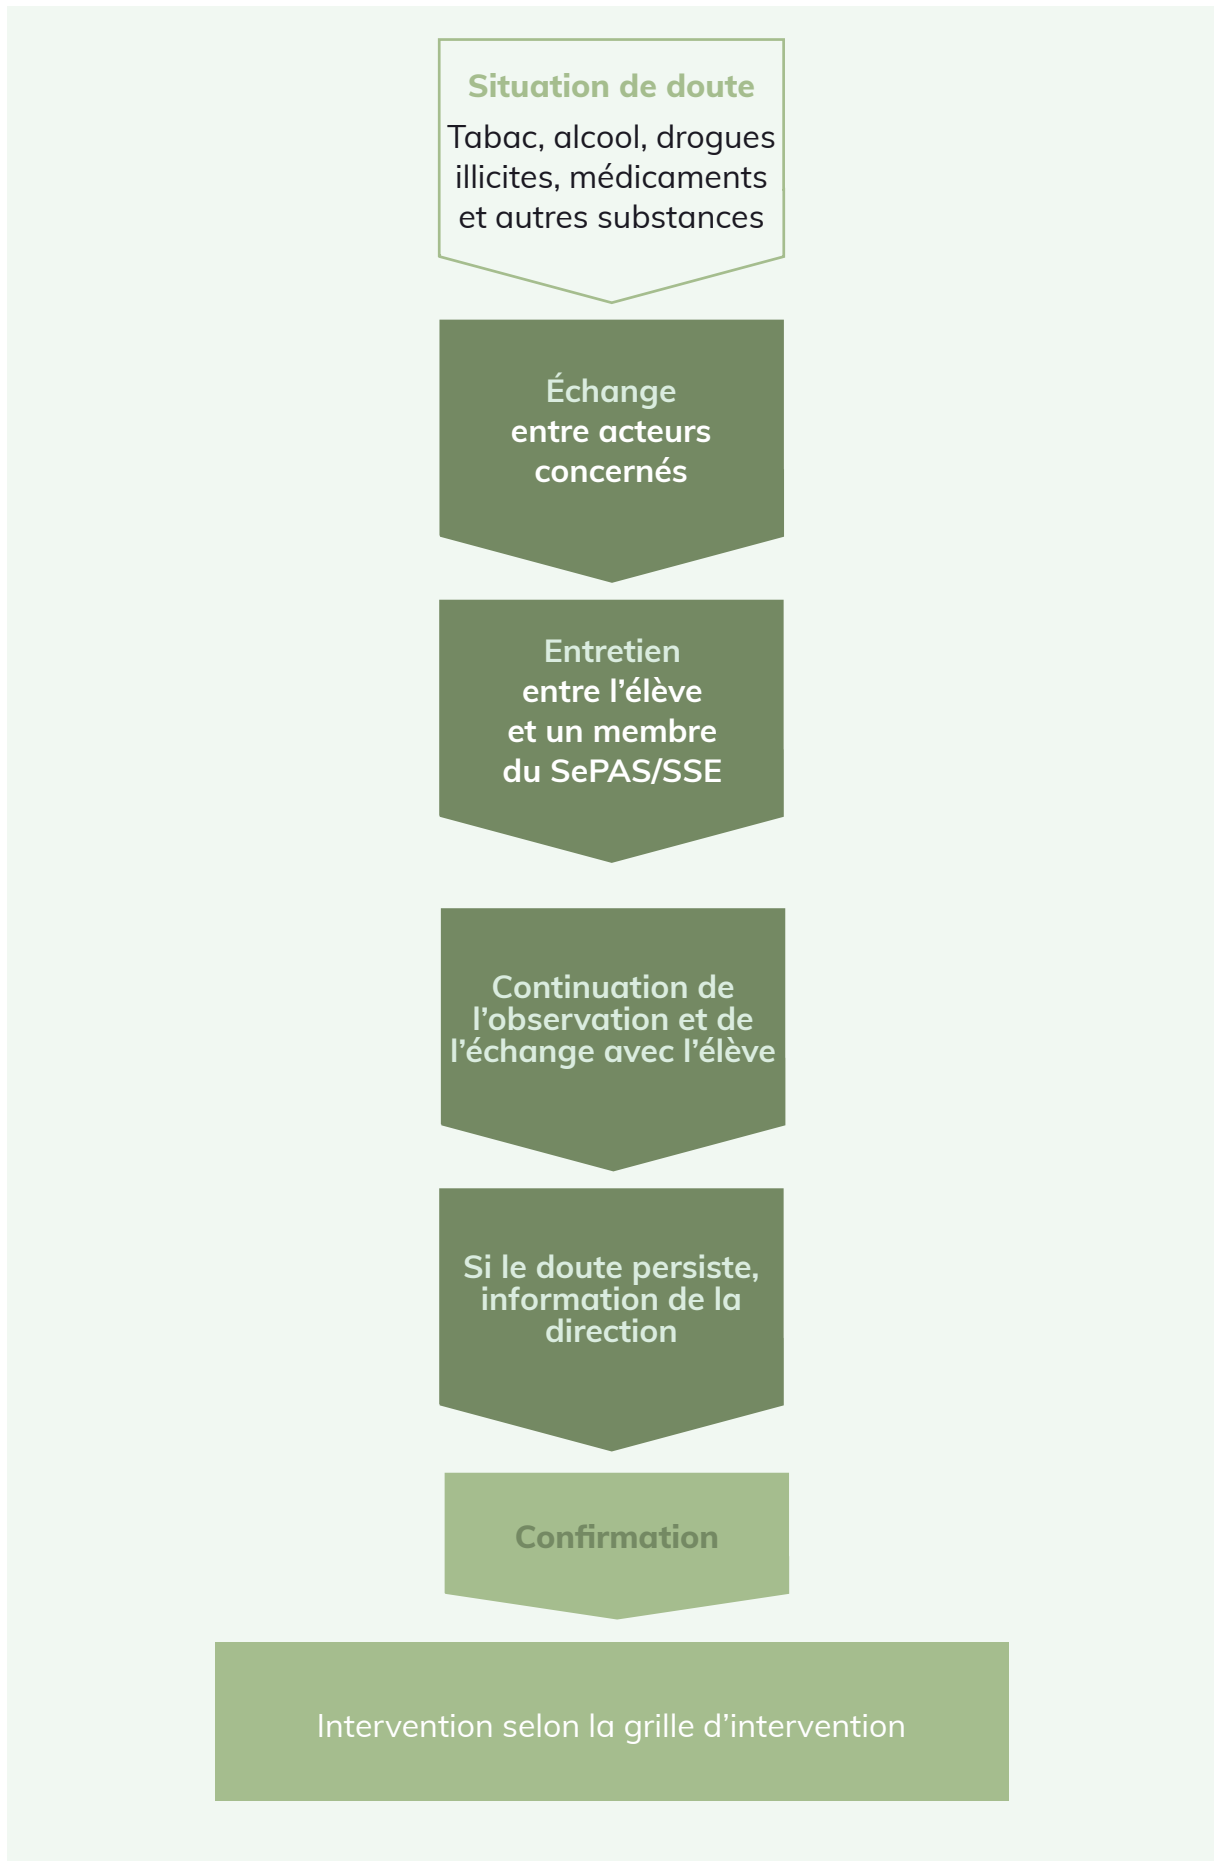 Situation de doute
Tabac, alcool, drogues
illicites, médicaments
et autres substances
Échange
entre acteurs
concernés
Entretien
entre l’élève
et un membre
du SePAS/SSE
Continuation de
l’observation et de
l’échange avec l’élève
Si le doute persiste,
information de la
direction
Confirmation
Intervention selon la grille d’intervention